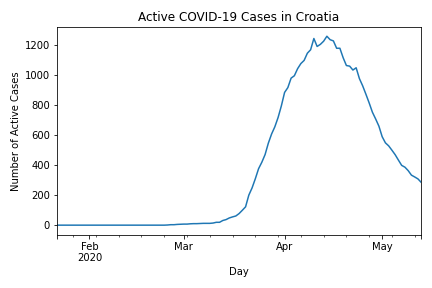 Active COVID-19 Cases in Croatia
Number of Active Cases
1200
1000
800
600
400
200
0
Feb
2020
Mar
Apr
May
Day